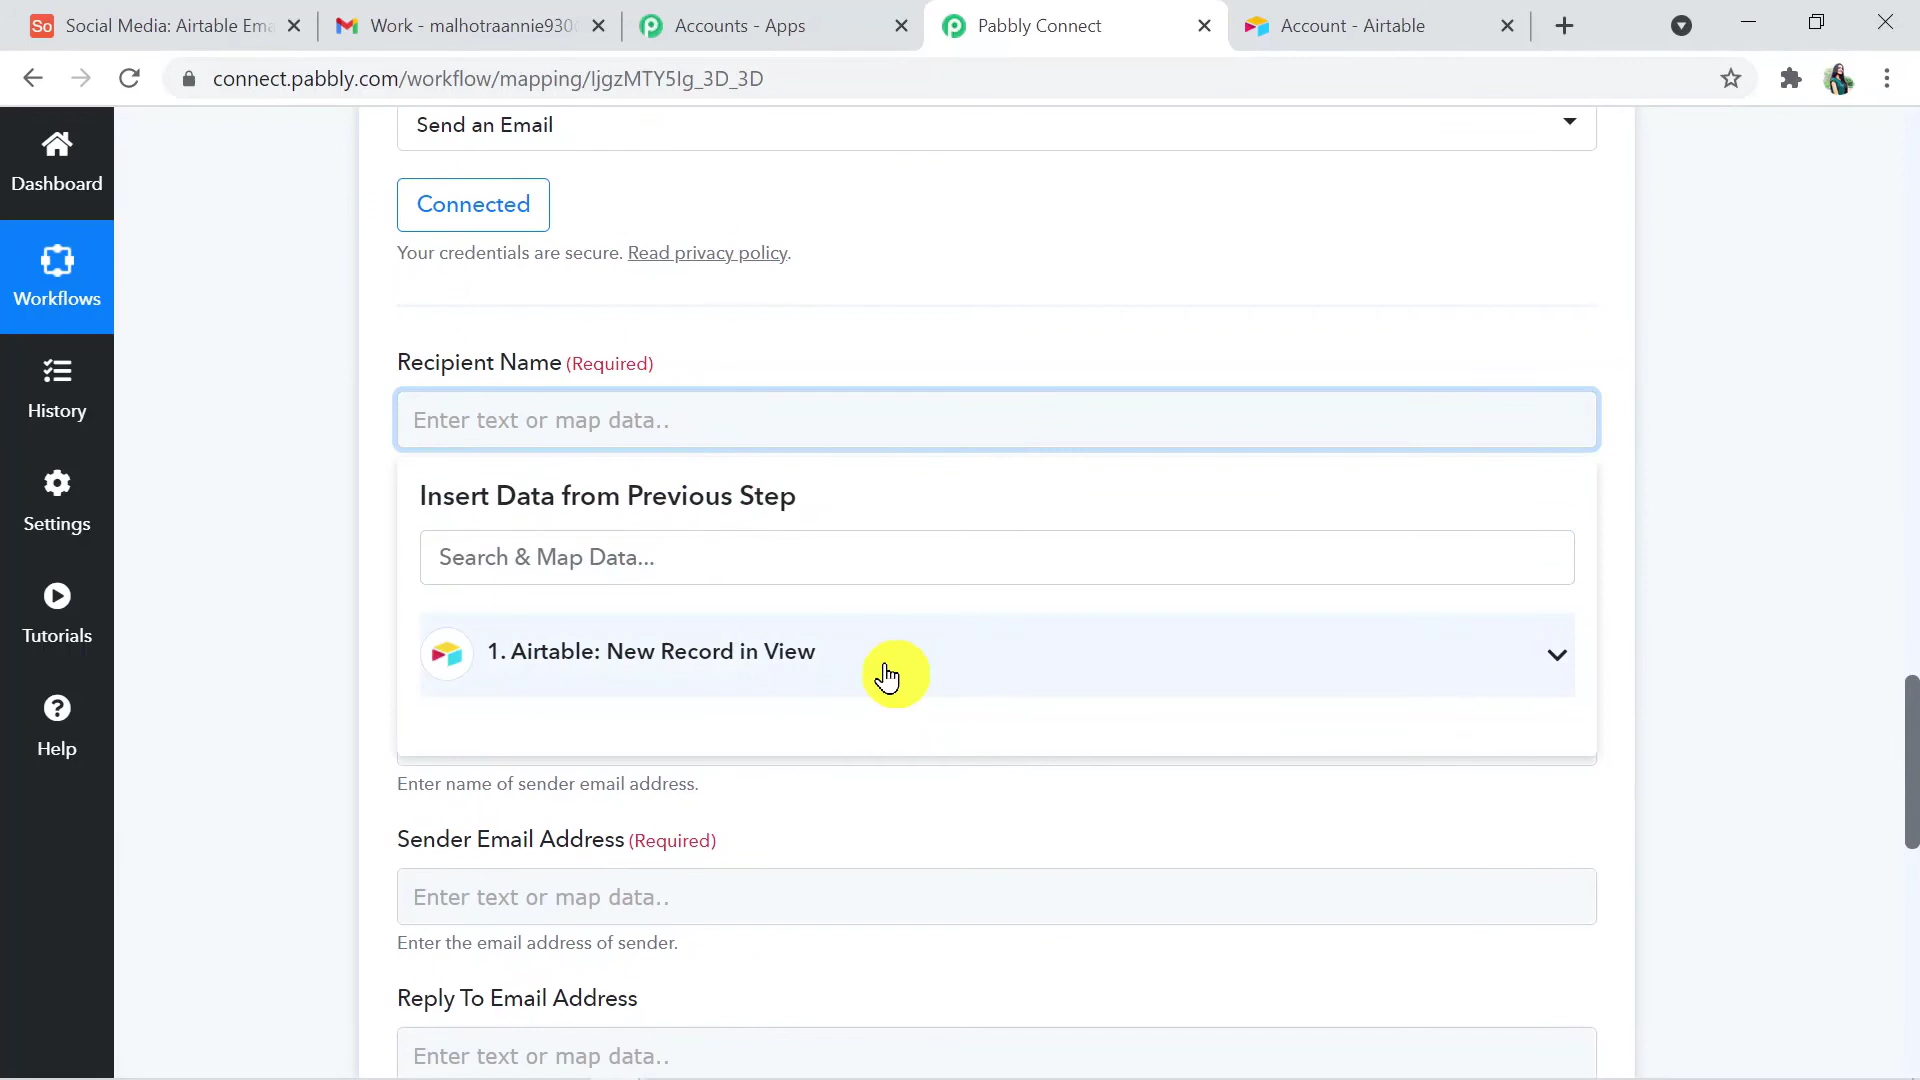 Social Media: Airtable Ema
Work - malhotraannie930
Accounts - Apps
Pabbly Connect
Account - Airtable
connect.pabbly.com/workflow/mapping/IjgzMTY5Ig_3D_3D
Dashboard
Workflows
History
Settings
Tutorials
Help
Send an Email
Connected
Your credentials are secure. Read privacy policy.
Recipient Name (Required)
Enter text or map data..
Insert Data from Previous Step
Search & Map Data...
1. Airtable: New Record in View
Enter name of sender email address.
Sender Email Address (Required)
Enter text or map data..
Enter the email address of sender.
Reply To Email Address
Enter text or map data..